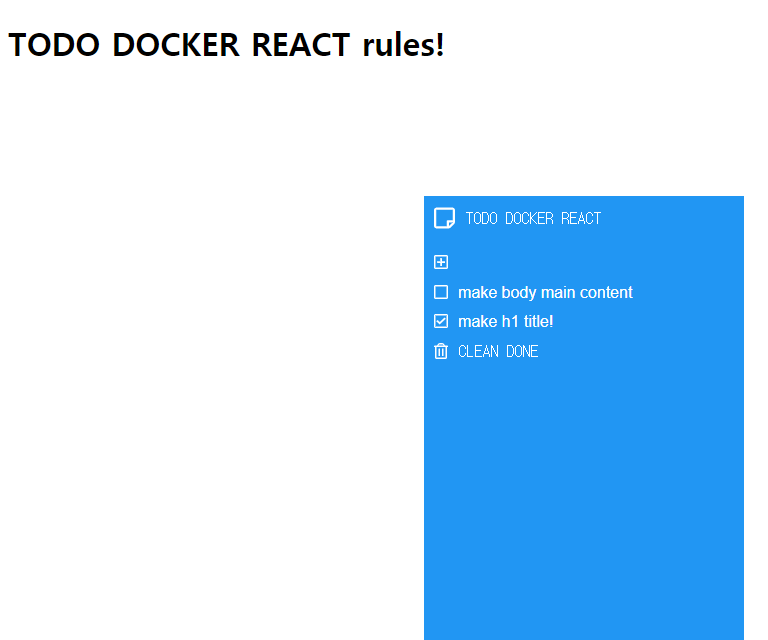 TODO DOCKER REACT rules!
TODO DOCKER REACT
make body main content
make h1 title!
CLEAN DONE